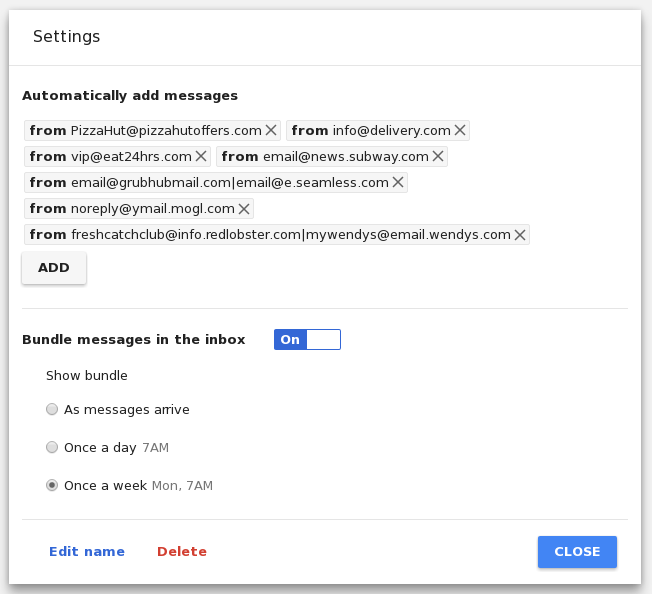 Settings
Automatically add messages
from PizzaHut@pizzahutoffers.com from info@delivery.com
from vip@eat24hrs.com from email@news.subway.com
from email@grubhubmail.com|email@e.seamless.com
from noreply@ymail.mogl.com
from freshcatchclub@info.redlobster.com|mywendys@email.wendys.com
ADD
Bundle messages in the inbox On
Show bundle
As messages arrive
Once a day 7AM
Once a week Mon, 7AM
Edit name Delete CLOSE